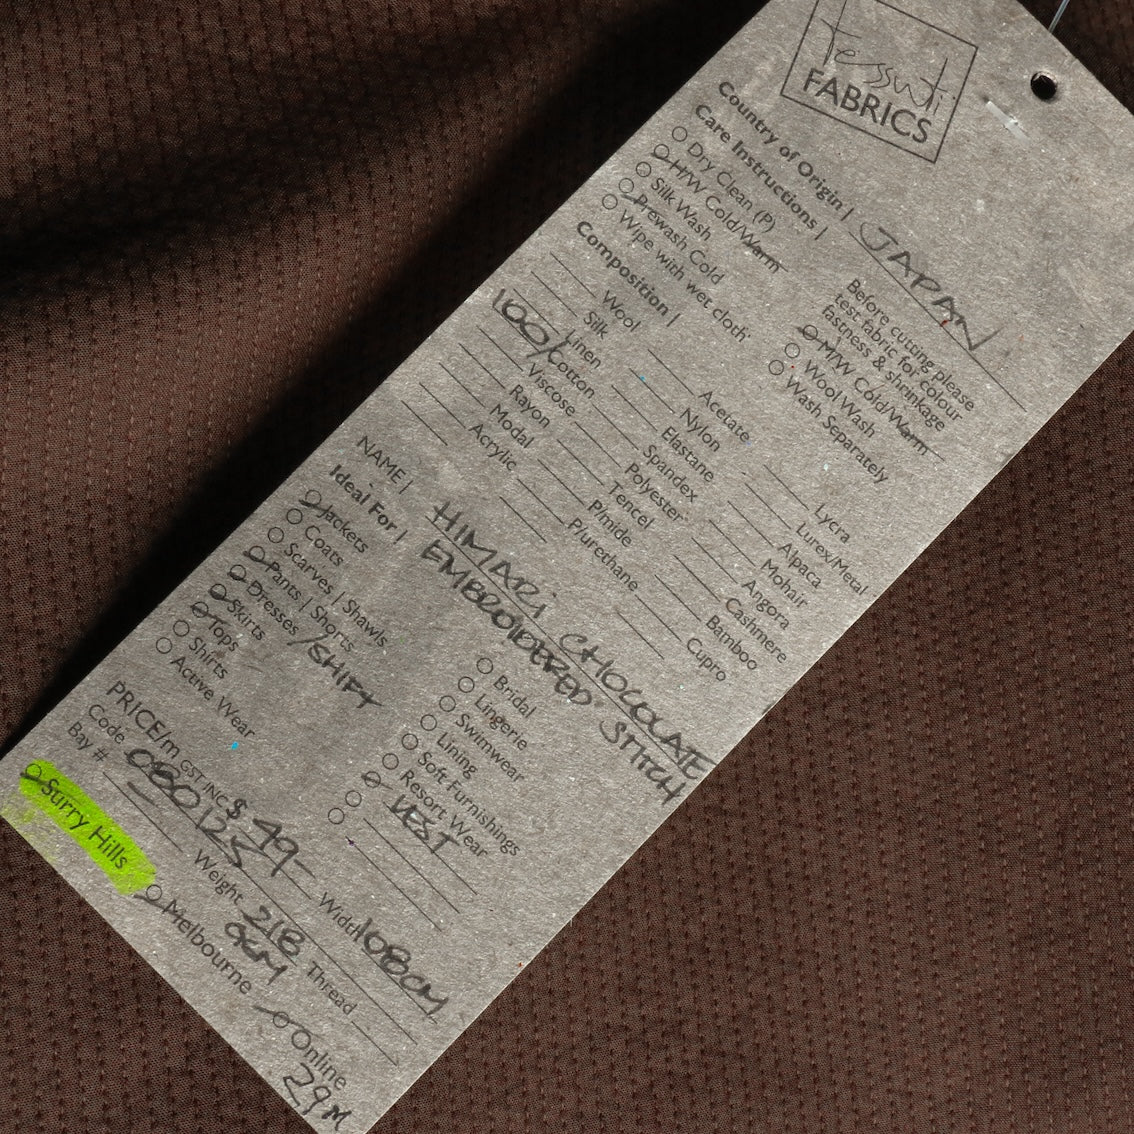 tessuti
FABRICS
Country of Origin | JAPAN
Care Instructions |
Dry Clean (P)
H/W Cold/Warm
Silk Wash
Prewash Cold
Wipe with wet cloth
Before cutting please
test fabric for colour
fastness & shrinkage
M/W Cold/Warm
Wool Wash
Wash Separately
Composition |
Wool
Silk
Linen
100% Cotton
Viscose
Rayon
Modal
Acrylic
Acetate
Nylon
Elastane
Spandex
Polyester
Tencel
P/mide
P/urethane
Lycra
Lurex/Metal
Alpaca
Mohair
Angora
Cashmere
Bamboo
Cupro
NAME | HIMARI CHOCOLATE
EMBROIDERED STITCH
Ideal For |
Jackets
Coats
Scarves | Shawls
Pants | Shorts
Dresses /SHIFT
Skirts
Tops
Shirts
Active Wear
Bridal
Lingerie
Swimwear
Lining
Soft Furnishings
Resort Wear
VEST
PRICE/m GST INC $ 49-
Code 080125
Width 108CM
Bay #
Weight 218
GSM
Thread
Surry Hills
Melbourne
Online
29M